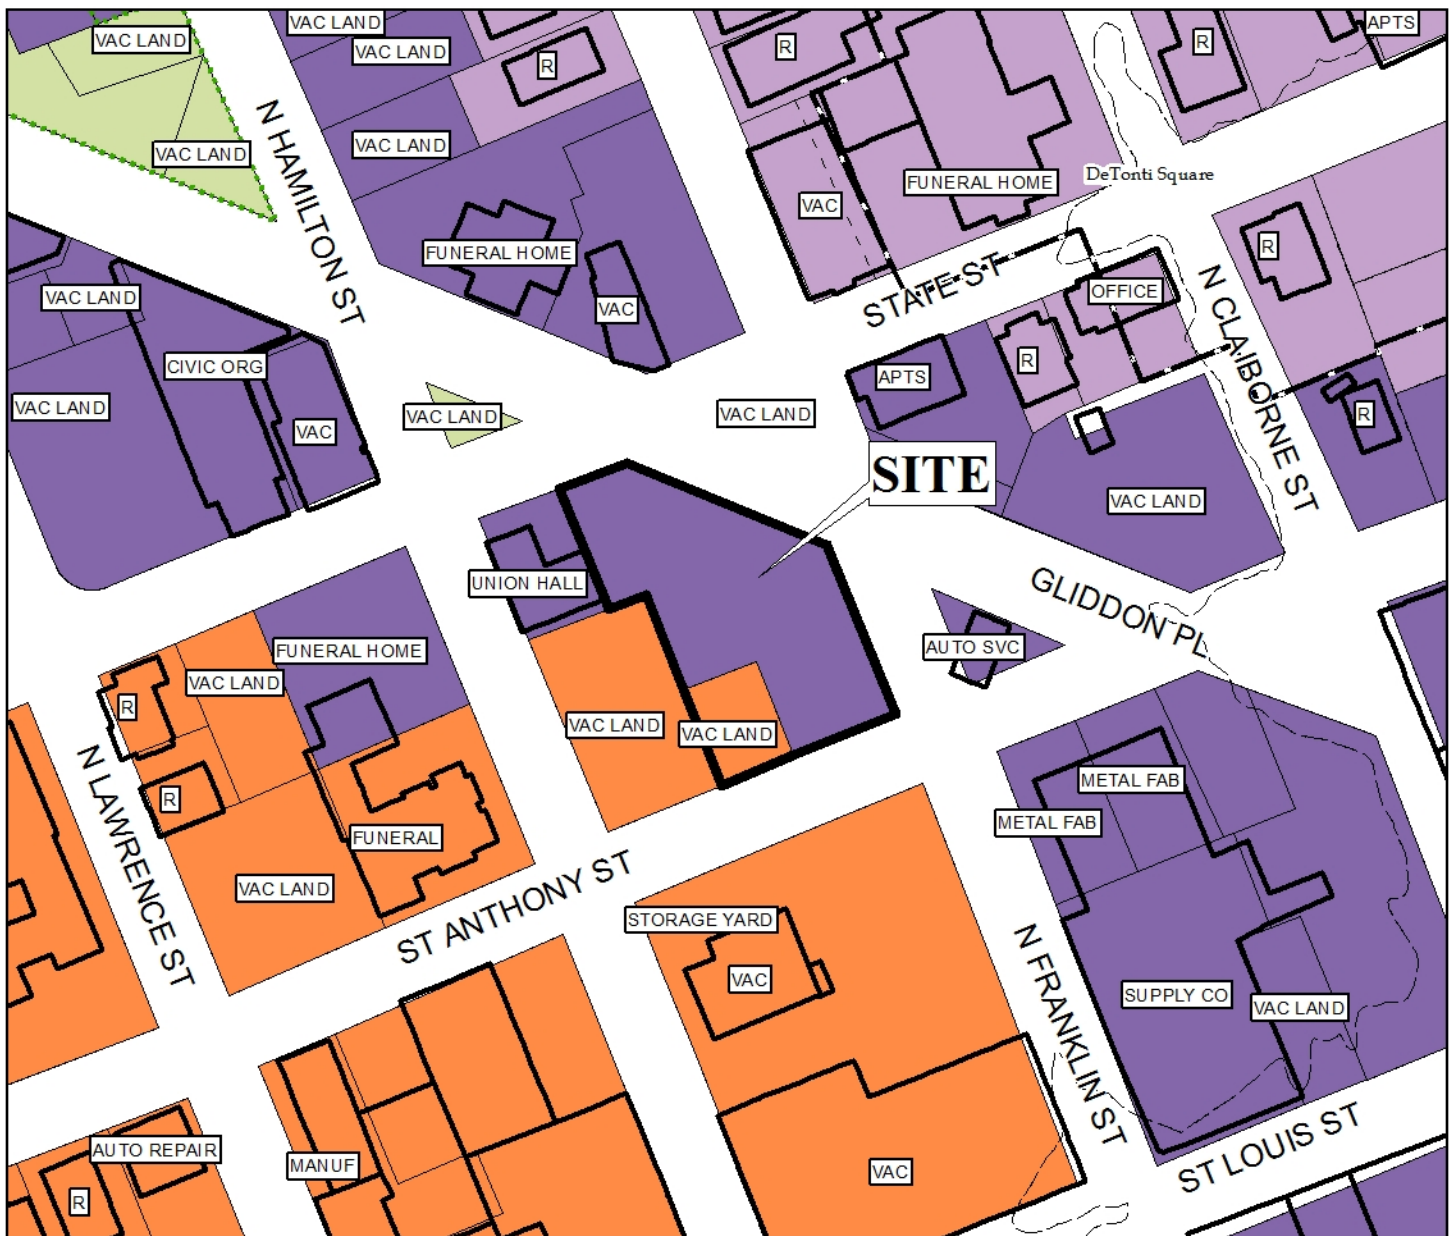 VAC LAND
APTS
VAC LAND
R
R
VAC LAND
R
N HAMILTON ST
VAC LAND
VAC LAND
DeTonti Square
FUNERAL HOME
VAC
R
FUNERAL HOME
STATE ST
OFFICE
VAC LAND
VAC
N CLAIBORNE ST
R
CIVIC ORG
APTS
VAC LAND
VAC LAND
VAC LAND
R
VAC
SITE
VAC LAND
UNION HALL
GLIDDON PL
AUTO SVC
FUNERAL HOME
VAC LAND
R
VAC LAND
VAC LAND
METAL FAB
R
METAL FAB
FUNERAL
N LAWRENCE ST
VAC LAND
ST ANTHONY ST
STORAGE YARD
VAC
SUPPLY CO
VAC LAND
N FRANKLIN ST
AUTO REPAIR
MANUF
VAC
ST LOUIS ST
R